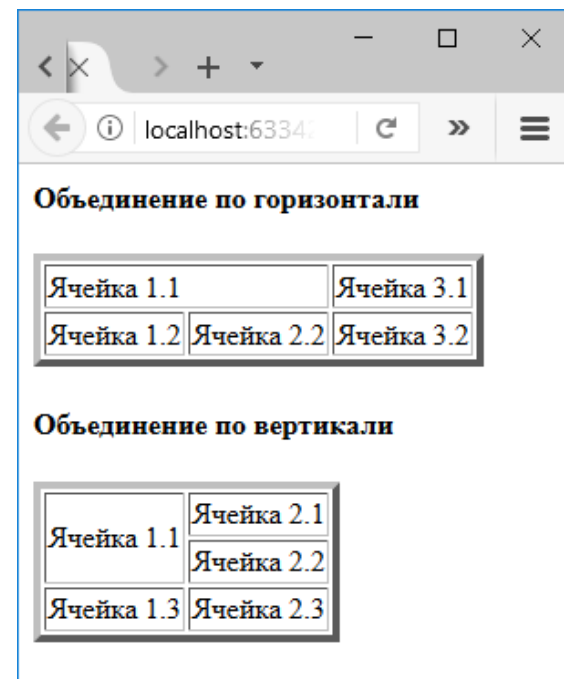 localhost:6334
Объединение по горизонтали
Ячейка 1.1 Ячейка 3.1
Ячейка 1.2 Ячейка 2.2 Ячейка 3.2
Объединение по вертикали
Ячейка 1.1
Ячейка 2.1
Ячейка 2.2
Ячейка 1.3 Ячейка 2.3